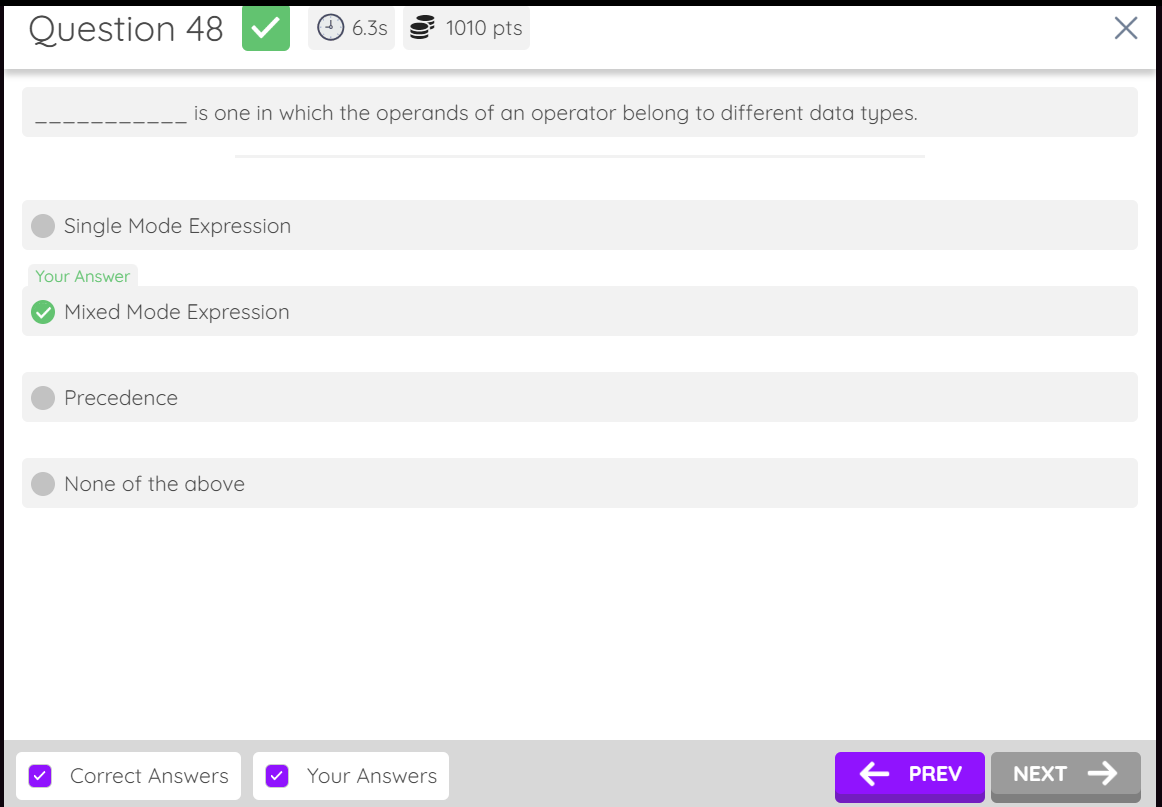 Question 48
6.3s
1010 pts
___________ is one in which the operands of an operator belong to different data types.
Single Mode Expression
Your Answer
Mixed Mode Expression
Precedence
None of the above
Correct Answers
Your Answers
PREV
NEXT